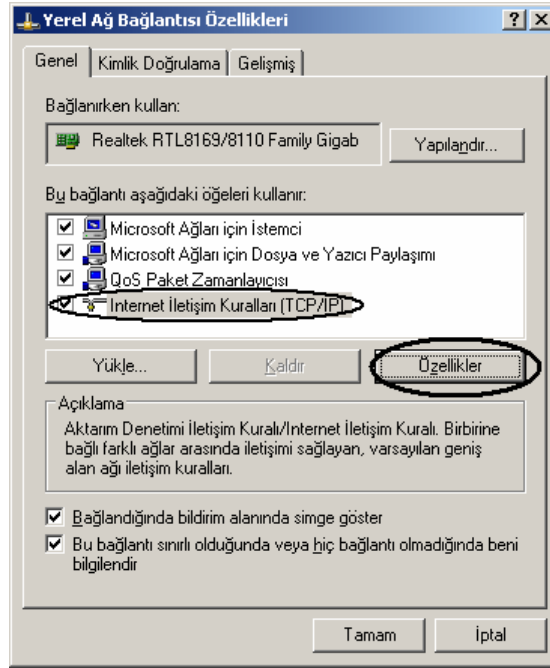 Yerel Ağ Bağlantısı Özellikleri
Genel Kimlik Doğrulama Gelişmiş
Bağlanırken kullan:
Realtek RTL8169/8110 Family Gigab
Yapılandır...
Bu bağlantı aşağıdaki öğeleri kullanır:
Microsoft Ağları için İstemci
Microsoft Ağları için Dosya ve Yazıcı Paylaşımı
QoS Paket Zamanlayıcısı
Internet İletişim Kuralları (TCP/IP)
Yükle... Kaldır Özellikler
Açıklama
Aktarım Denetimi İletişim Kuralı/Internet İletişim Kuralı. Birbirine
bağlı farklı ağlar arasında iletişimi sağlayan, varsayılan geniş
alan ağı iletişim kuralları.
Bağlandığında bildirim alanında simge göster
Bu bağlantı sınırlı olduğunda veya hiç bağlantı olmadığında beni
bilgilendir
Tamam İptal